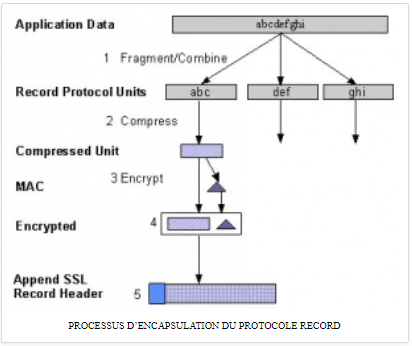 Application Data
abcdefghi
1 Fragment/Combine
Record Protocol Units
abc
def
ghi
2 Compress
Compressed Unit
3 Encrypt
MAC
Encrypted
4
Append SSL
Record Header
5
PROCESSUS D'ENCAPSULATION DU PROTOCOLE RECORD